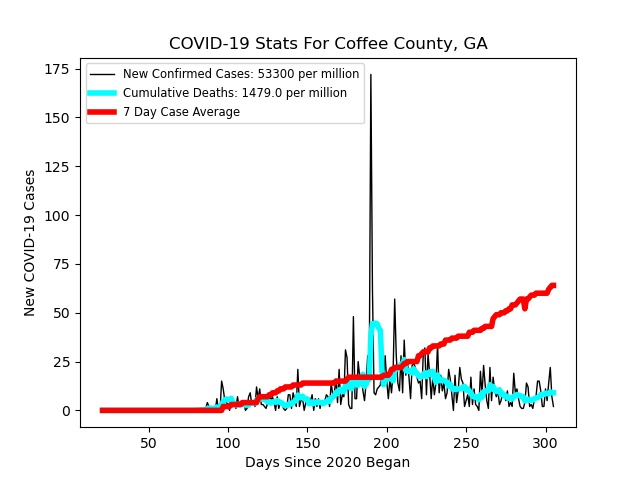 COVID-19 Stats For Coffee County, GA
New Confirmed Cases: 53300 per million
Cumulative Deaths: 1479.0 per million
7 Day Case Average
New COVID-19 Cases
175
150
125
100
75
50
25
0
50 100 150 200 250 300
Days Since 2020 Began